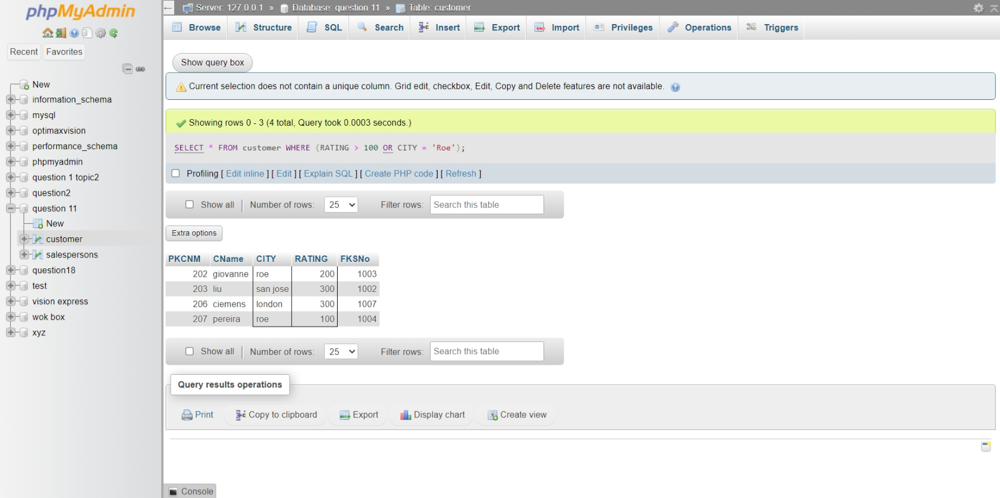 phpMyAdmin
Recent
Favorites
New
information_schema
mysql
optimaxvision
performance_schema
phpmyadmin
question 1 topic2
question2
question 11
New
customer
salespersons
question18
test
vision express
wok box
xyz
Server: 127.0.0.1 » Database: question 11 » Table: customer
Browse Structure SQL Search Insert Export Import Privileges Operations Triggers
Show query box
Current selection does not contain a unique column. Grid edit, checkbox, Edit, Copy and Delete features are not available.
Showing rows 0 - 3 (4 total, Query took 0.0003 seconds.)
SELECT * FROM customer WHERE (RATING > 100 OR CITY = 'Roe');
Profiling [ Edit inline ] [ Edit ] [ Explain SQL ] [ Create PHP code ] [ Refresh ]
Show all Number of rows: 25 Filter rows: Search this table
Extra options
PKCNM CName CITY RATING FKSNo
202 giovanne roe 200 1003
203 liu san jose 300 1002
206 ciemens london 300 1007
207 pereira roe 100 1004
Show all Number of rows: 25 Filter rows: Search this table
Query results operations
Print Copy to clipboard Export Display chart Create view
Console